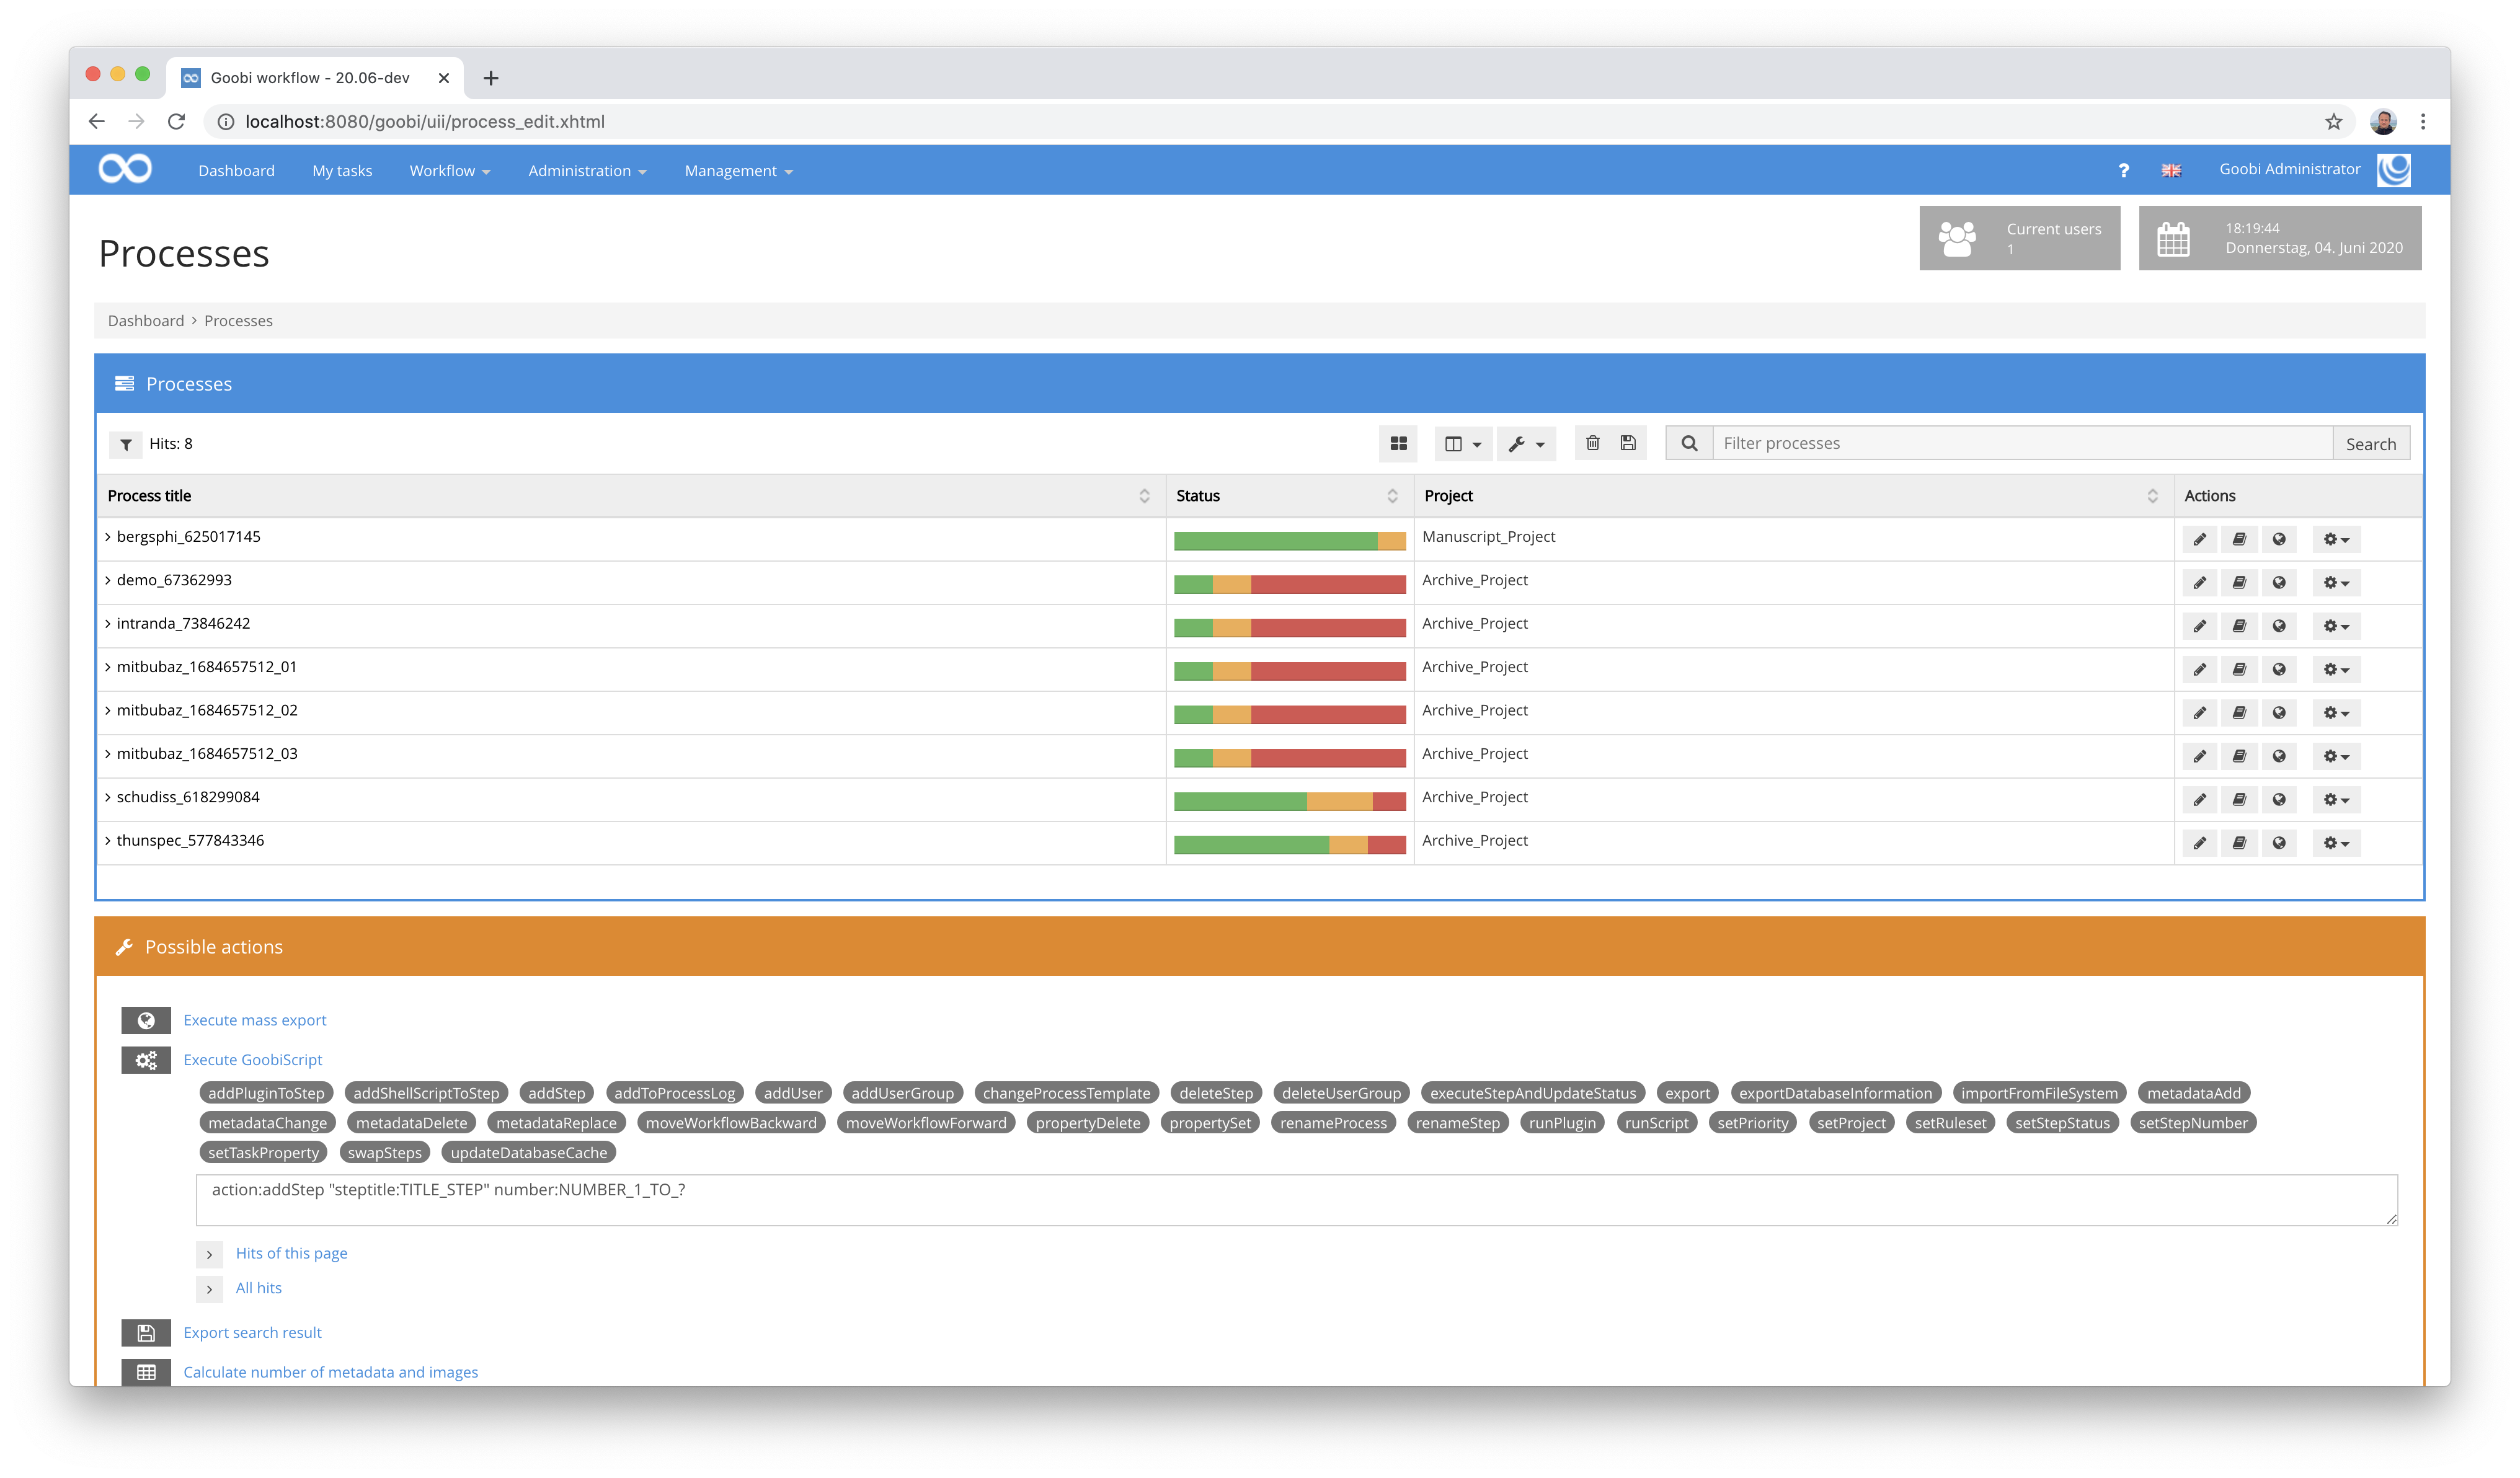 Goobi workflow - 20.06-dev
localhost:8080/goobi/uii/process_edit.xhtml
Dashboard My tasks Workflow Administration Management ? Goobi Administrator
Processes
Current users
1
18:19:44
Donnerstag, 04. Juni 2020
Dashboard > Processes
Processes
Hits: 8 Filter processes Search
Process title Status Project Actions
bergsphi_625017145 Manuscript_Project
demo_67362993 Archive_Project
intranda_73846242 Archive_Project
mitbubaz_1684657512_01 Archive_Project
mitbubaz_1684657512_02 Archive_Project
mitbubaz_1684657512_03 Archive_Project
schudiss_618299084 Archive_Project
thunspec_577843346 Archive_Project
Possible actions
Execute mass export
Execute GoobiScript
addPluginToStep addShellScriptToStep addStep addToProcessLog addUser addUserGroup changeProcessTemplate deleteStep deleteUserGroup executeStepAndUpdateStatus export exportDatabaseInformation importFromFileSystem metadataAdd
metadataChange metadataDelete metadataReplace moveWorkflowBackward moveWorkflowForward propertyDelete propertySet renameProcess renameStep runPlugin runScript setPriority setProject setRuleset setStepStatus setStepNumber
setTaskProperty swapSteps updateDatabaseCache
action:addStep "steptitle:TITLE_STEP" number:NUMBER_1_TO_?
Hits of this page
All hits
Export search result
Calculate number of metadata and images